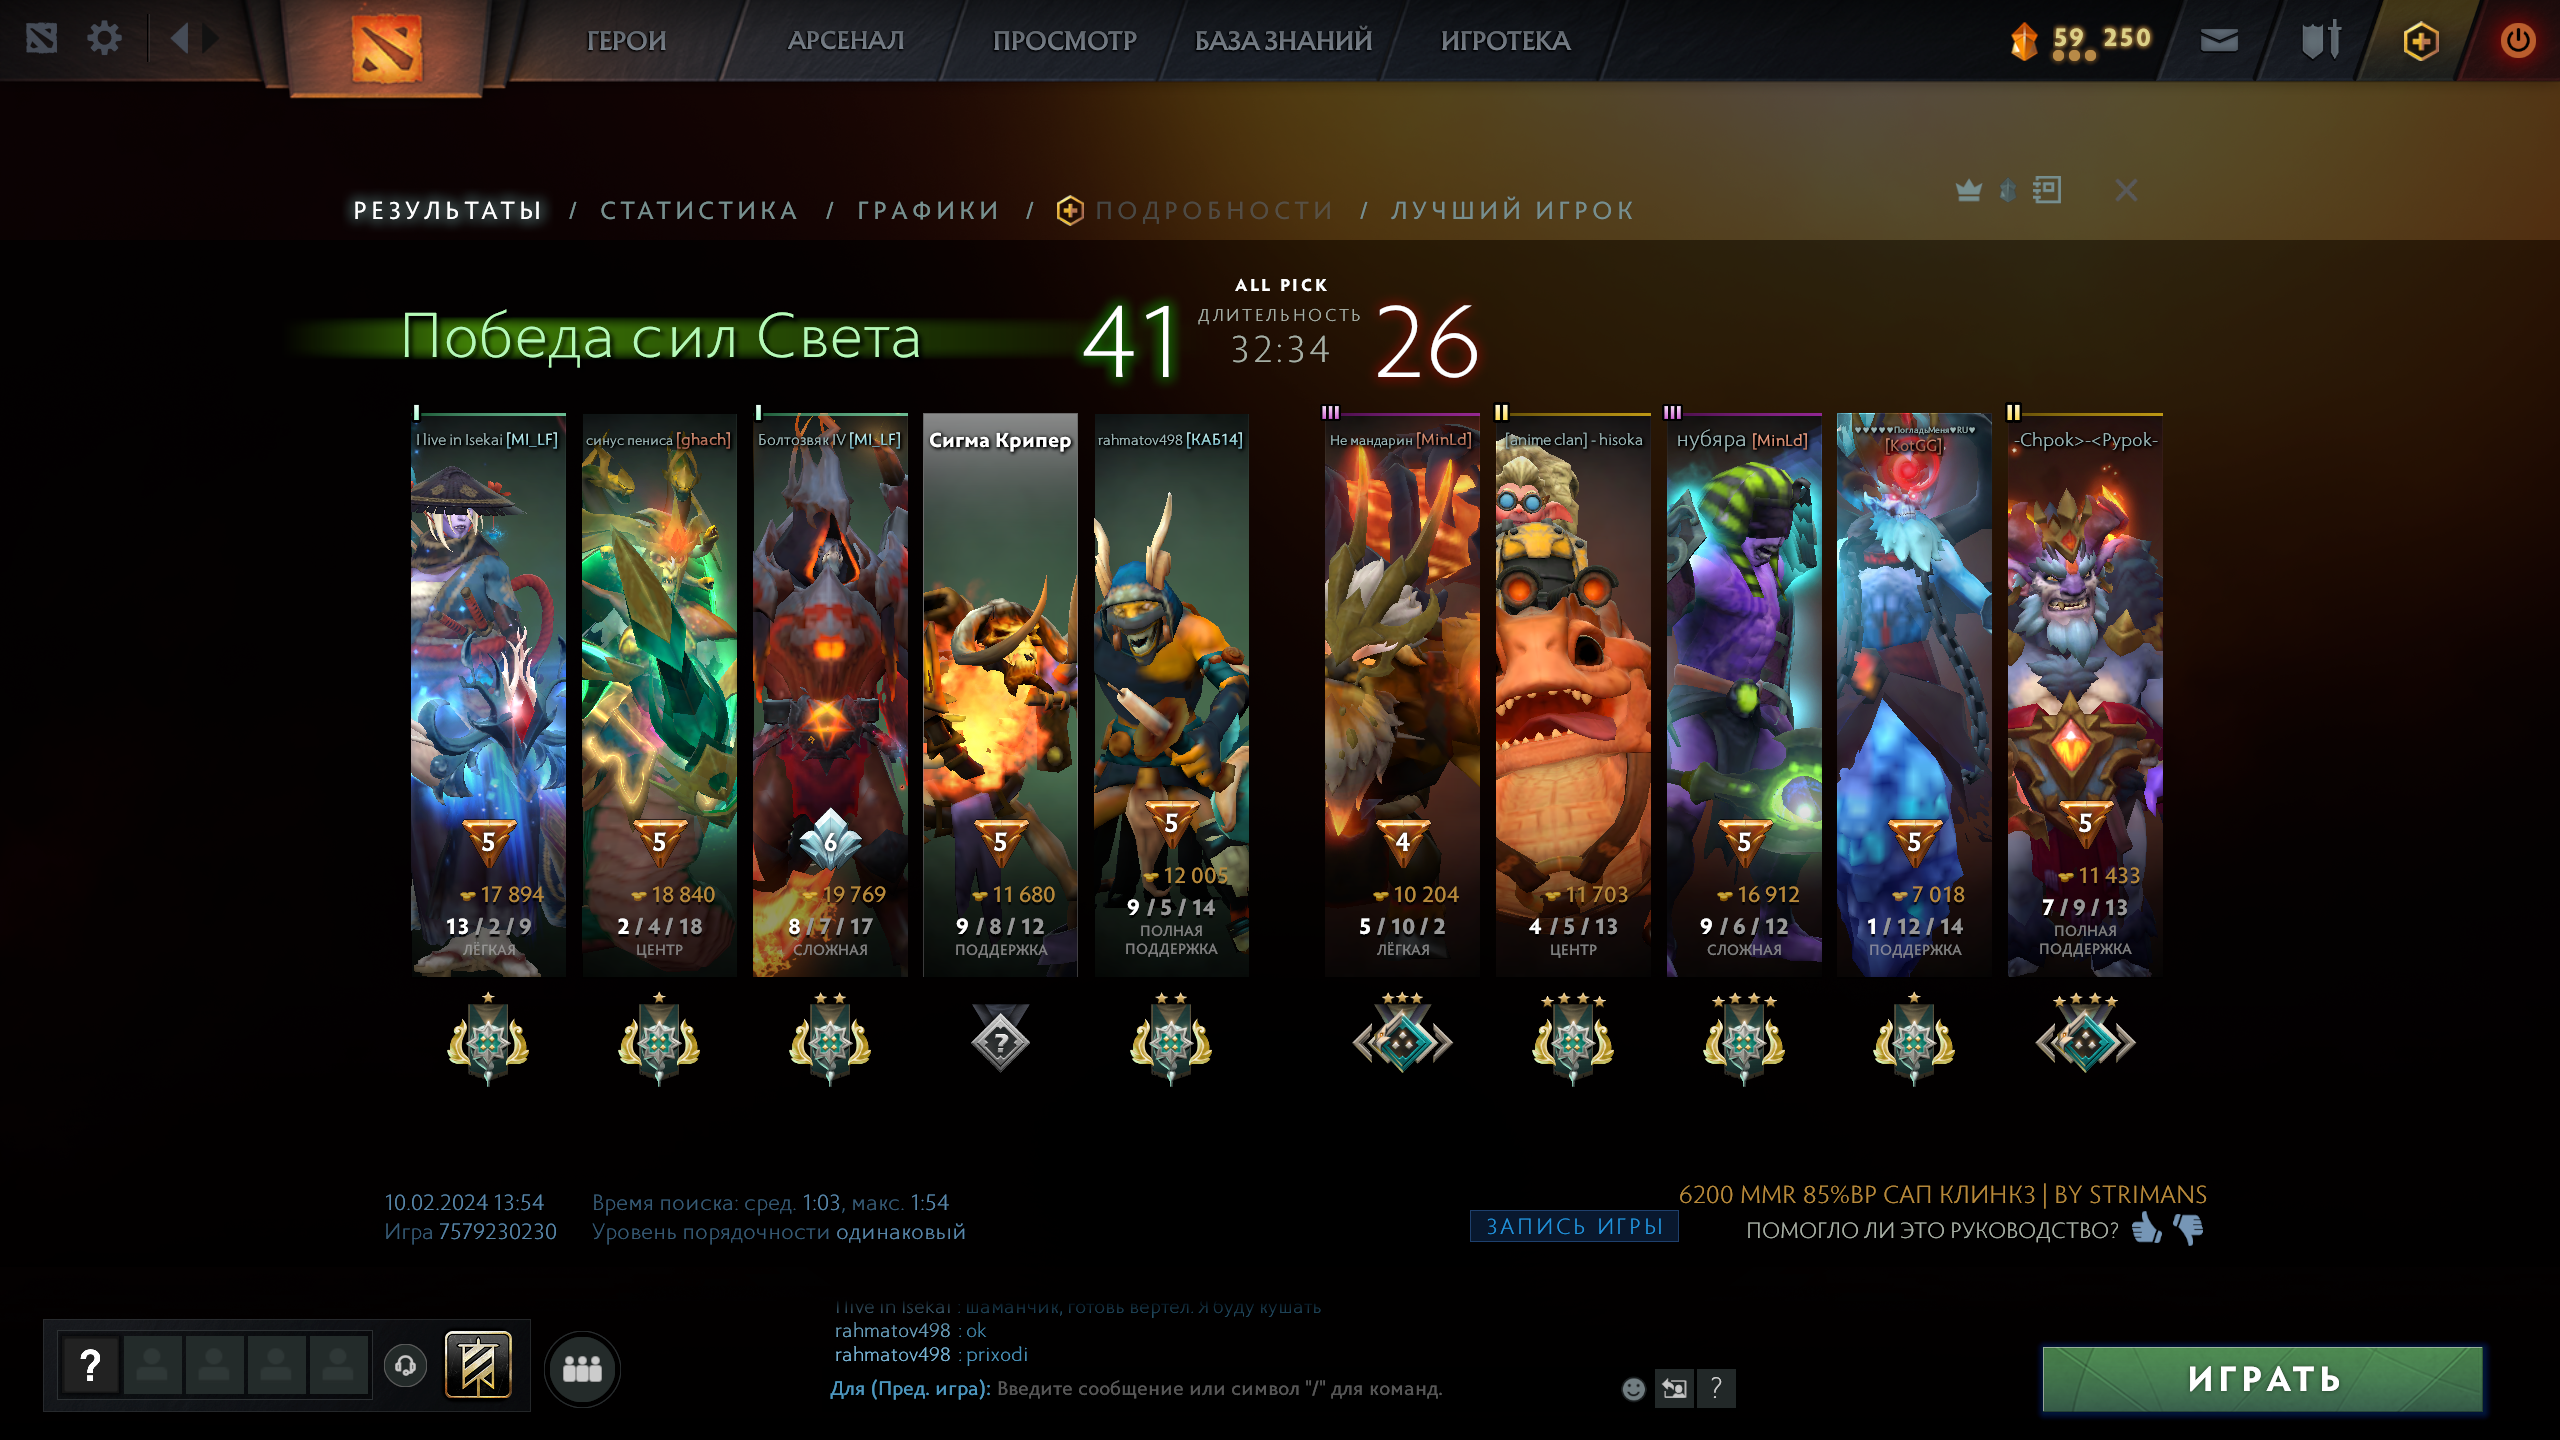 ГЕРОИ АРСЕНАЛ ПРОСМОТР БАЗА ЗНАНИЙ ИГРОТЕКА 59 250
РЕЗУЛЬТАТЫ / СТАТИСТИКА / ГРАФИКИ / ПОДРОБНОСТИ / ЛУЧШИЙ ИГРОК
ALL PICK
Победа сил Света 41 ДЛИТЕЛЬНОСТЬ 26
32:34
I I III II III II
I live in Isekai [MI_LF] синус пениса [ghach] Болтозвяк IV [MI_LF] Сигма Крипер rahmatov498 [КАБ14] Не мандарин [MinLd] [anime clan] - hisoka нубяра [MinLd] ♥♥♥♥♥ПогладьМеня♥RU♥ [KotGG] -Chpok>-<Pypok-
5 5 6 5 5 4 5 5 5
17 894 18 840 19 769 11 680 12 005 10 204 11 703 16 912 7 018 11 433
13 / 2 / 9 2 / 4 / 18 8 / 7 / 17 9 / 8 / 12 9 / 5 / 14 5 / 10 / 2 4 / 5 / 13 9 / 6 / 12 1 / 12 / 14 7 / 9 / 13
ЛЁГКАЯ ЦЕНТР СЛОЖНАЯ ПОДДЕРЖКА ПОЛНАЯ ПОДДЕРЖКА ЛЁГКАЯ ЦЕНТР СЛОЖНАЯ ПОДДЕРЖКА ПОЛНАЯ ПОДДЕРЖКА
?
10.02.2024 13:54 Время поиска: сред. 1:03, макс. 1:54
Игра 7579230230 Уровень порядочности одинаковый
6200 MMR 85%ВР САП КЛИНКЗ | BY STRIMANS
ЗАПИСЬ ИГРЫ ПОМОГЛО ЛИ ЭТО РУКОВОДСТВО?
I live in Isekai : шаманчик, готовь вертел. Я буду кушать
rahmatov498 : ok
rahmatov498 : prixodi
? Для (Пред. игра): Введите сообщение или символ "/" для команд. ?
ИГРАТЬ